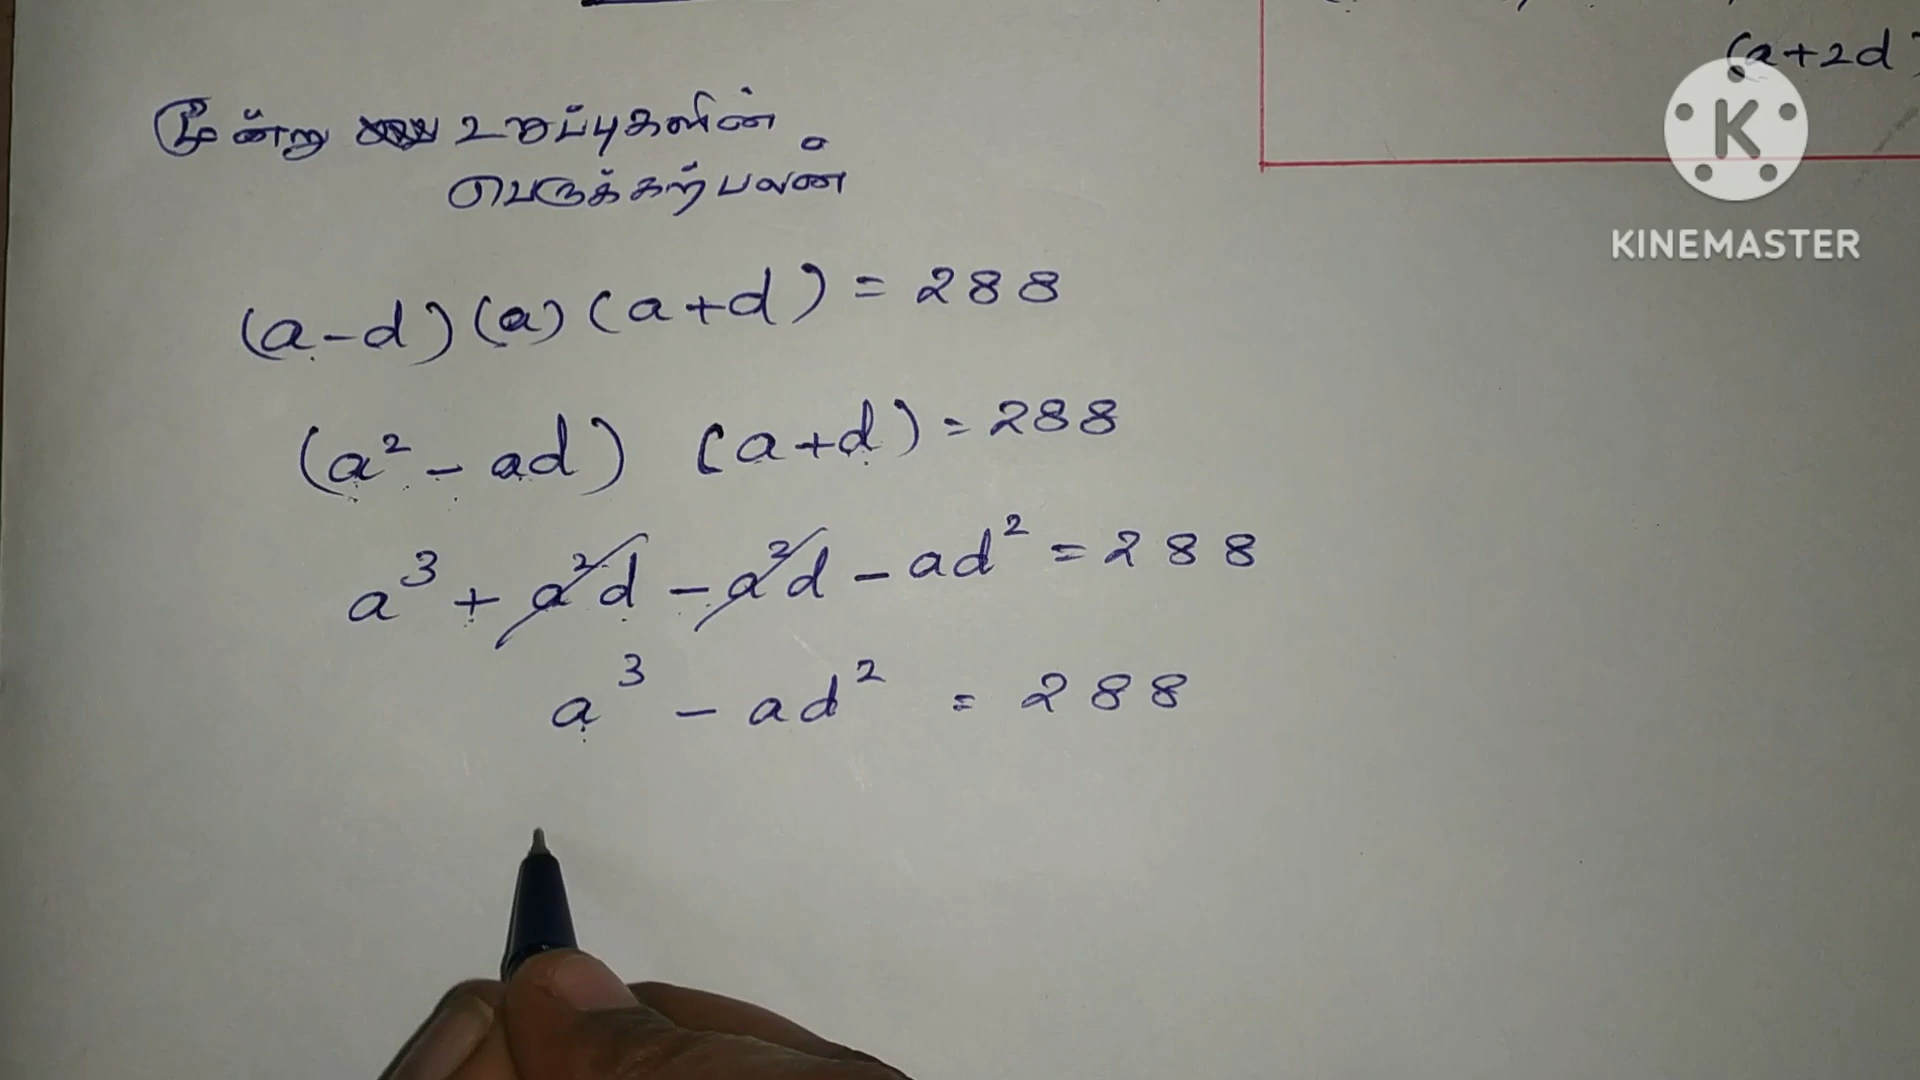 (a+2d)
மூன்று உறுப்புகளின்
பெருக்கற்பலன்
KINEMASTER
(a-d) (a) (a+d) = 288
(a² - ad) (a+d) = 288
a³ + a²d - a²d - ad² = 288
a³ - ad² = 288